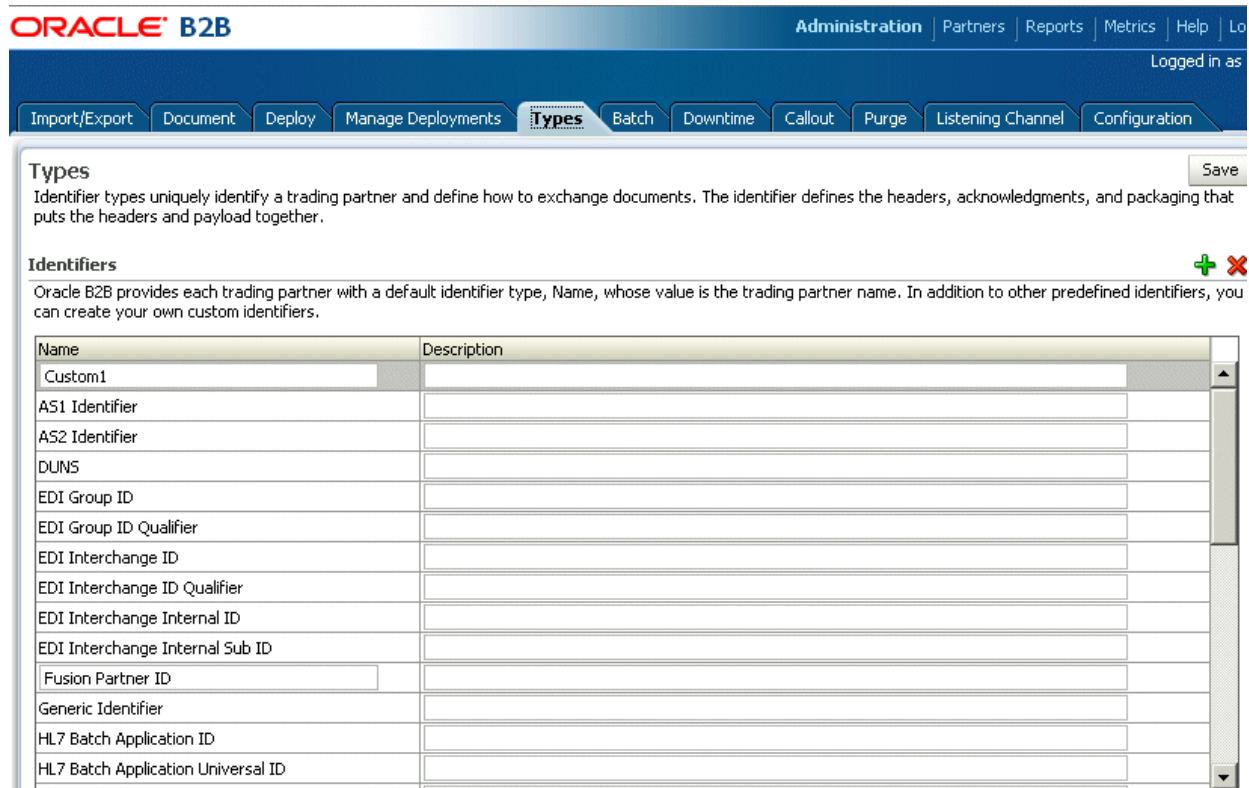 ORACLE B2B
Administration | Partners | Reports | Metrics | Help | Lo
Logged in as
Import/Export Document Deploy Manage Deployments Types Batch Downtime Callout Purge Listening Channel Configuration
Types
Save
Identifier types uniquely identify a trading partner and define how to exchange documents. The identifier defines the headers, acknowledgments, and packaging that
puts the headers and payload together.
Identifiers
Oracle B2B provides each trading partner with a default identifier type, Name, whose value is the trading partner name. In addition to other predefined identifiers, you
can create your own custom identifiers.
Name Description
Custom1
AS1 Identifier
AS2 Identifier
DUNS
EDI Group ID
EDI Group ID Qualifier
EDI Interchange ID
EDI Interchange ID Qualifier
EDI Interchange Internal ID
EDI Interchange Internal Sub ID
Fusion Partner ID
Generic Identifier
HL7 Batch Application ID
HL7 Batch Application Universal ID